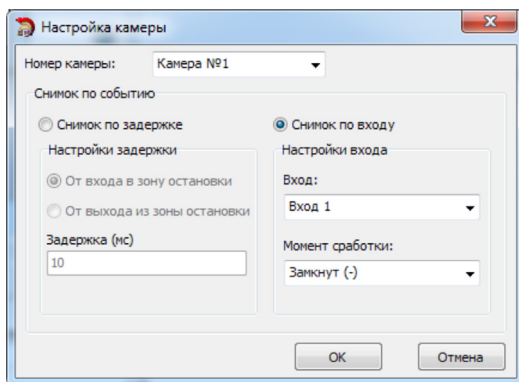 Настройка камеры
Номер камеры: Камера №1
Снимок по событию
Снимок по задержке
Снимок по входу
Настройки задержки
От входа в зону остановки
От выхода из зоны остановки
Задержка (мс)
10
Настройки входа
Вход:
Вход 1
Момент сработки:
Замкнут (-)
ОК
Отмена